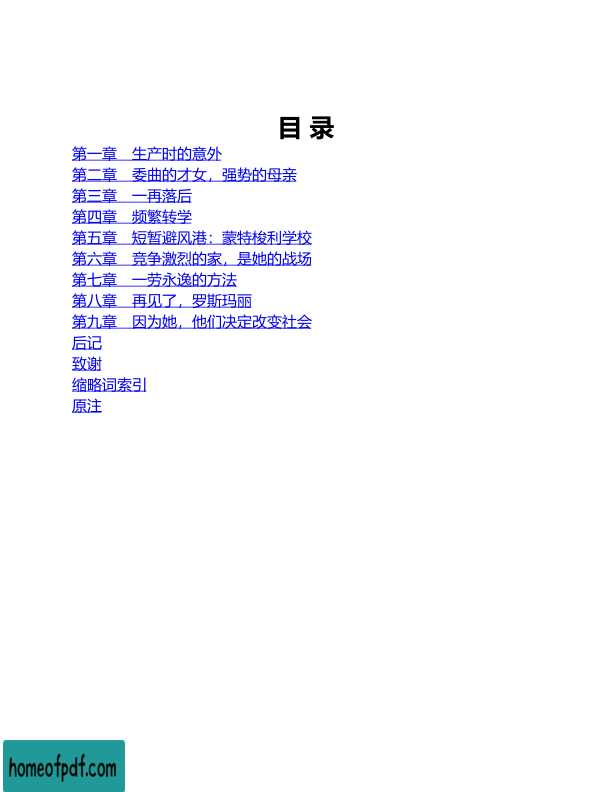 目 录
第一章　生产时的意外
第二章　委曲的才女，强势的母亲
第三章　一再落后
第四章　频繁转学
第五章　短暂避风港：蒙特梭利学校
第六章　竞争激烈的家，是她的战场
第七章　一劳永逸的方法
第八章　再见了，罗斯玛丽
第九章　因为她，他们决定改变社会
后记
致谢
缩略词索引
原注
homeofpdf.com